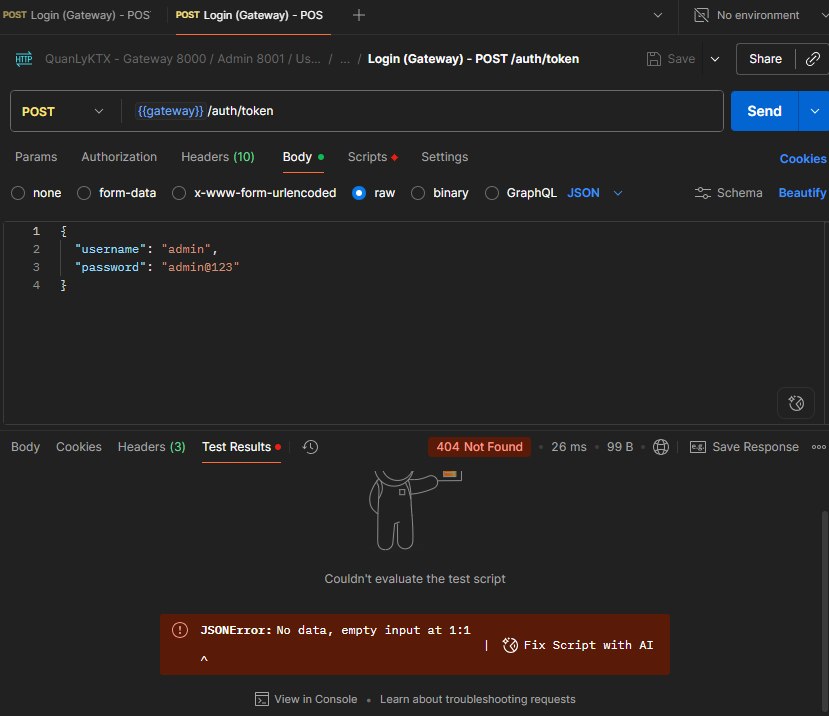 POST Login (Gateway) - POS
POST Login (Gateway) - POS
No environment
HTTP QuanLyKTX - Gateway 8000 / Admin 8001 / Us... / ... / Login (Gateway) - POST /auth/token
Save
Share
POST
{{gateway}} /auth/token
Send
Params Authorization Headers (10) Body Scripts Settings
Cookies
none form-data x-www-form-urlencoded raw binary GraphQL JSON
Schema Beautify
1 {
2 "username": "admin",
3 "password": "admin@123"
4 }
Body Cookies Headers (3) Test Results
404 Not Found • 26 ms • 99 B • e.g. Save Response
Couldn't evaluate the test script
JSONError: No data, empty input at 1:1
| Fix Script with AI
^
View in Console • Learn about troubleshooting requests